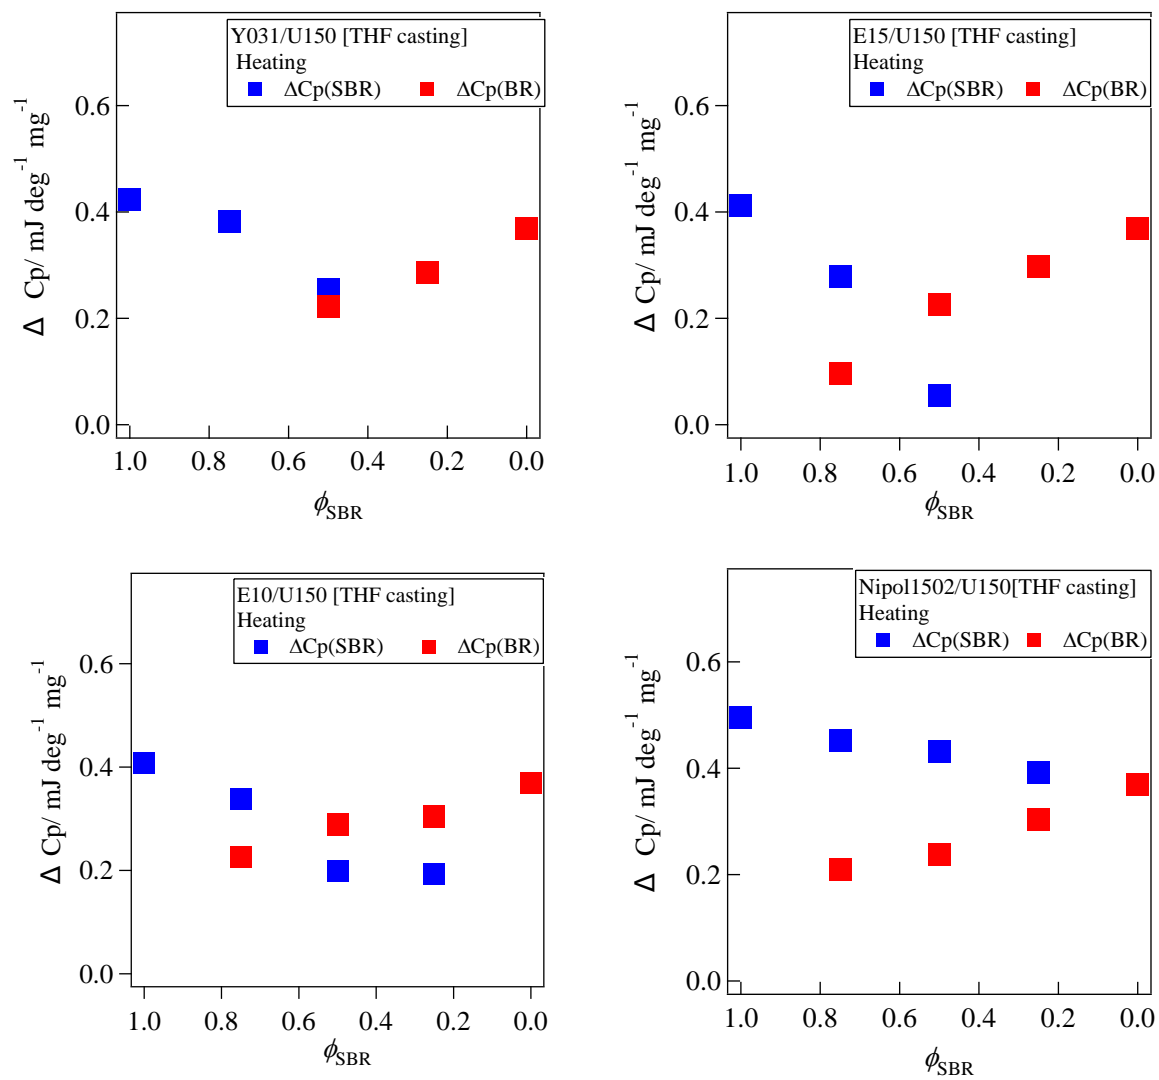 Y031/U150 [THF casting]
Heating
ΔCp(SBR) ΔCp(BR)
Δ Cp/ mJ deg⁻¹ mg⁻¹
0.6
0.4
0.2
0.0
1.0 0.8 0.6 0.4 0.2 0.0
ϕSBR
E15/U150 [THF casting]
Heating
ΔCp(SBR) ΔCp(BR)
Δ Cp/ mJ deg⁻¹ mg⁻¹
0.6
0.4
0.2
0.0
1.0 0.8 0.6 0.4 0.2 0.0
ϕSBR
E10/U150 [THF casting]
Heating
ΔCp(SBR) ΔCp(BR)
Δ Cp/ mJ deg⁻¹ mg⁻¹
0.6
0.4
0.2
0.0
1.0 0.8 0.6 0.4 0.2 0.0
ϕSBR
Nipol1502/U150[THF casting]
Heating
ΔCp(SBR) ΔCp(BR)
Δ Cp/ mJ deg⁻¹ mg⁻¹
0.6
0.4
0.2
0.0
1.0 0.8 0.6 0.4 0.2 0.0
ϕSBR